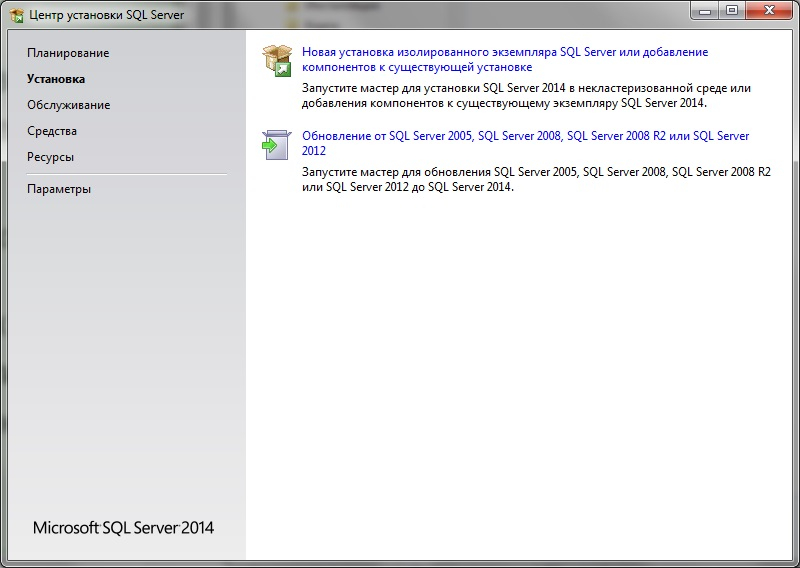 Центр установки SQL Server
Планирование
Установка
Обслуживание
Средства
Ресурсы
Параметры
Microsoft SQL Server 2014
Новая установка изолированного экземпляра SQL Server или добавление
компонентов к существующей установке
Запустите мастер для установки SQL Server 2014 в некластеризованной среде или
добавления компонентов к существующему экземпляру SQL Server 2014.
Обновление от SQL Server 2005, SQL Server 2008, SQL Server 2008 R2 или SQL Server
2012
Запустите мастер для обновления SQL Server 2005, SQL Server 2008, SQL Server 2008 R2
или SQL Server 2012 до SQL Server 2014.